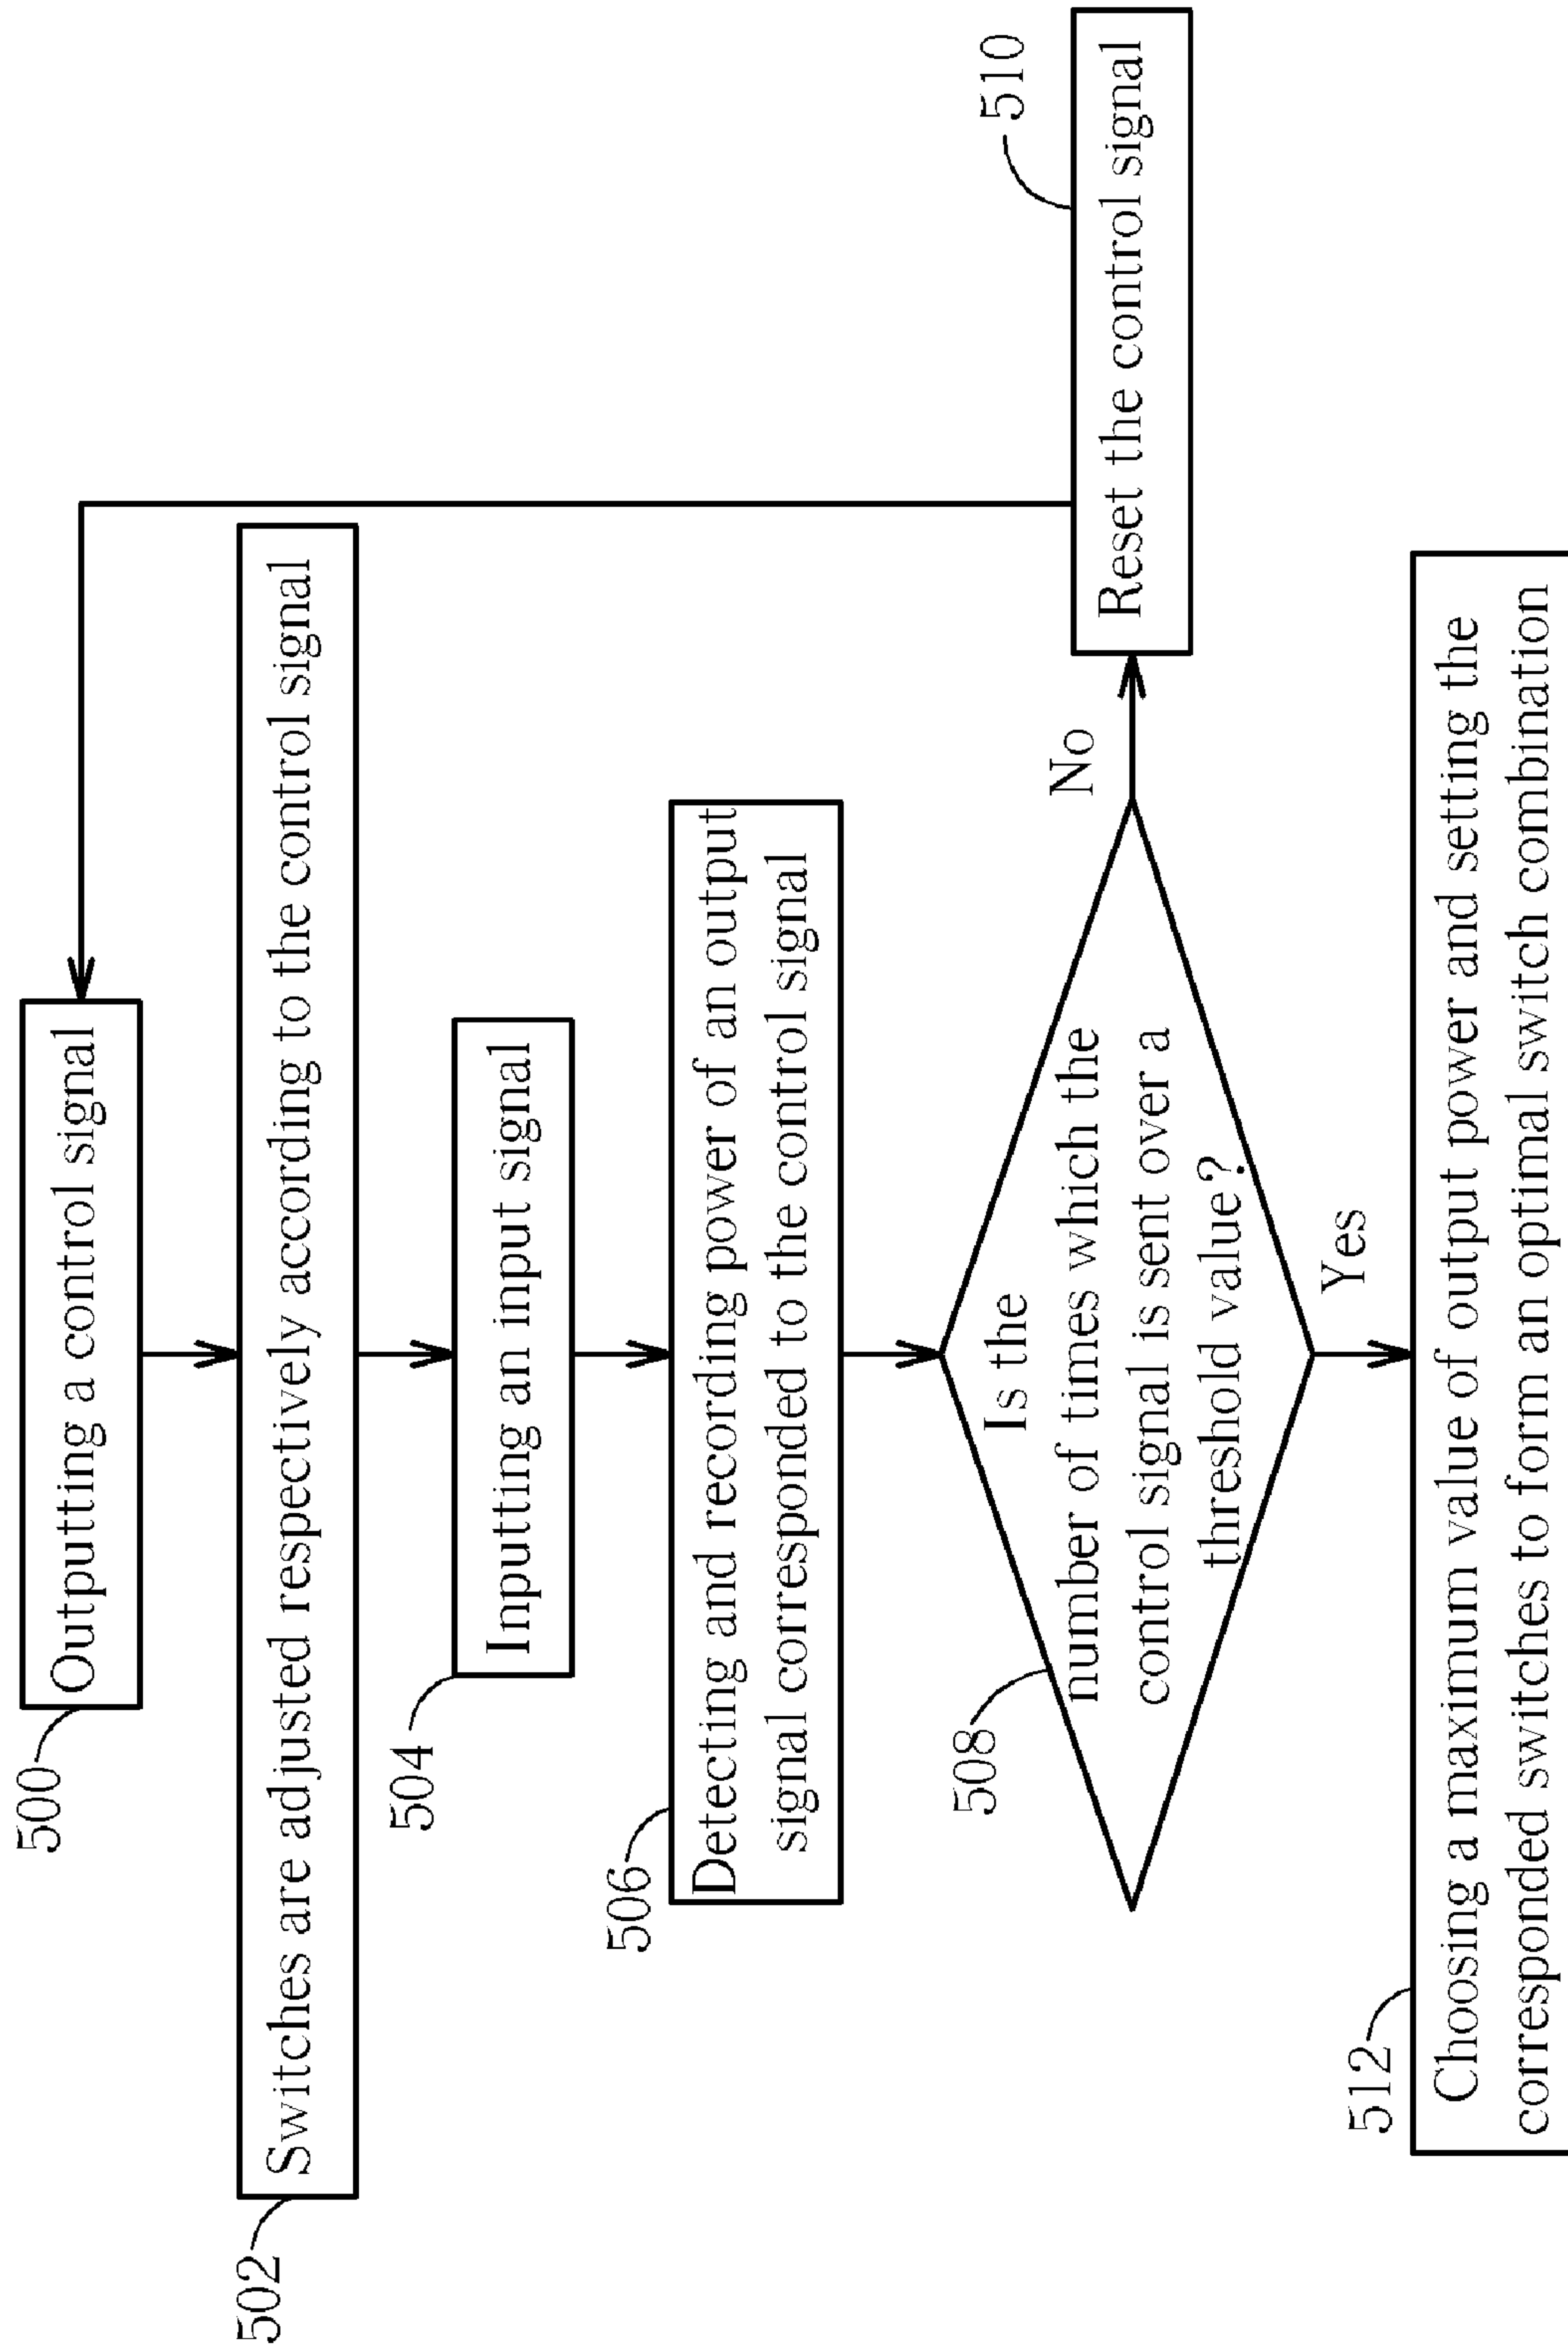 500
Outputting a control signal
502
Switches are adjusted respectively according to the control signal
504
Inputting an input signal
506
Detecting and recording power of an output
signal corresponded to the control signal
508
Is the
number of times which the
control signal is sent over a
threshold value?
No
510
Reset the control signal
Yes
512
Choosing a maximum value of output power and setting the
corresponded switches to form an optimal switch combination